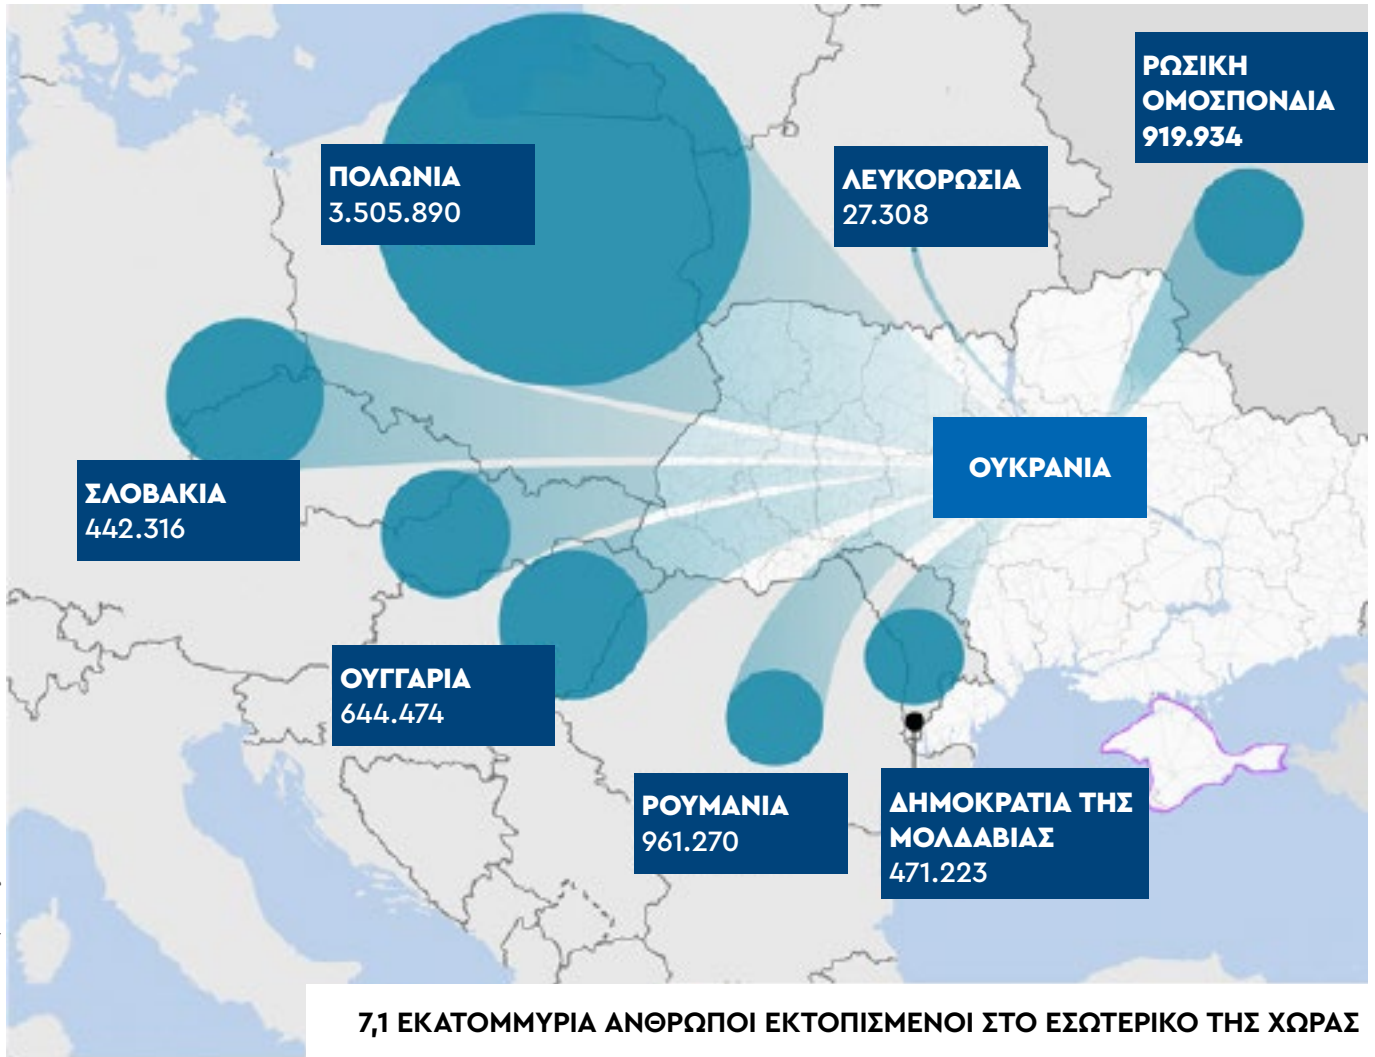 ΡΩΣΙΚΗ
ΟΜΟΣΠΟΝΔΙΑ
919.934
ΠΟΛΩΝΙΑ
3.505.890
ΛΕΥΚΟΡΩΣΙΑ
27.308
ΟΥΚΡΑΝΙΑ
ΣΛΟΒΑΚΙΑ
442.316
ΟΥΓΓΑΡΙΑ
644.474
ΡΟΥΜΑΝΙΑ
961.270
ΔΗΜΟΚΡΑΤΙΑ ΤΗΣ
ΜΟΛΔΑΒΙΑΣ
471.223
7,1 ΕΚΑΤΟΜΜΥΡΙΑ ΑΝΘΡΩΠΟΙ ΕΚΤΟΠΙΣΜΕΝΟΙ ΣΤΟ ΕΣΩΤΕΡΙΚΟ ΤΗΣ ΧΩΡΑΣ